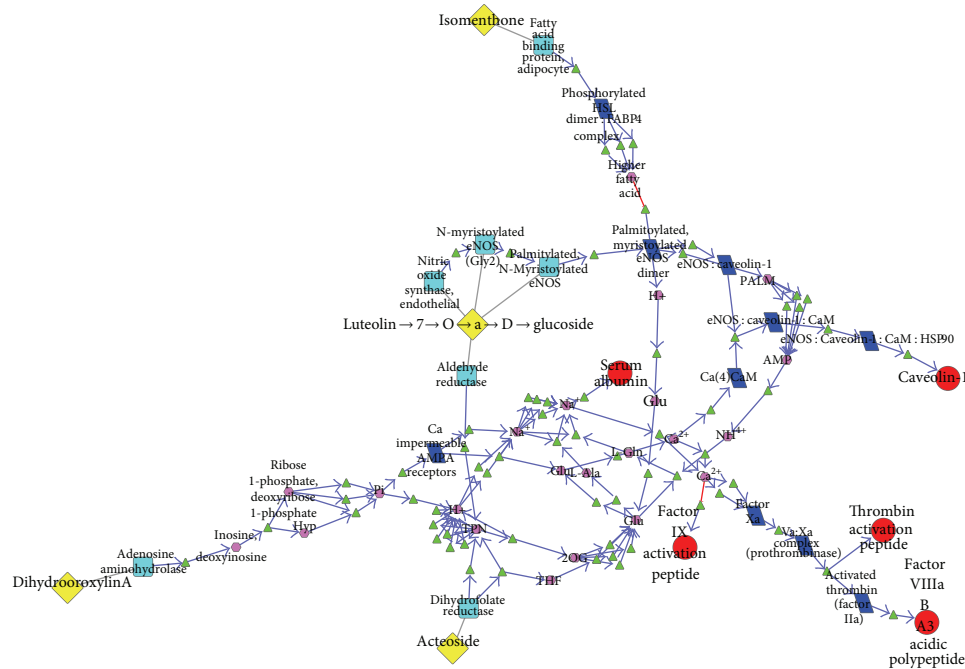 Isomenthone
Fatty
acid
binding
protein,
adipocyte
Phosphorylated
HSL
dimer : FABP4
complex
Higher
fatty
acid
N-myristoylated
eNOS
(Gly2)
Nitric
oxide
synthase,
endothelial
Palmitylated,
N-Myristoylated
eNOS
Palmitoylated,
myristoylated
eNOS
dimer
eNOS : caveolin-1
PALM
H+
Luteolin → 7 → O → a → D → glucoside
eNOS : caveolin-1 : CaM
eNOS : Caveolin-1 : CaM : HSP90
Aldehyde
reductase
Serum
albumin
AMP
Ca(4)CaM
Caveolin-1
Glu
Na+
Na+
Ca
impermeable
AMPA
receptors
L-Gln
Ca2+
NH4+
Ribose
1-phosphate,
deoxyribose
1-phosphate
Hyp
Pi
Glu
L-Ala
Ca2+
H+
TPN
Glu
Factor
IX
activation
peptide
Factor
Xa
Va:Xa
complex
(prothrombinase)
Thrombin
activation
peptide
Inosine,
deoxyinosine
Adenosine
aminohydrolase
DihydrooroxylinA
2OG
THF
Activated
thrombin
(factor
IIa)
Factor
VIIIa
B
A3
acidic
polypeptide
Dihydrofolate
reductase
Acteoside